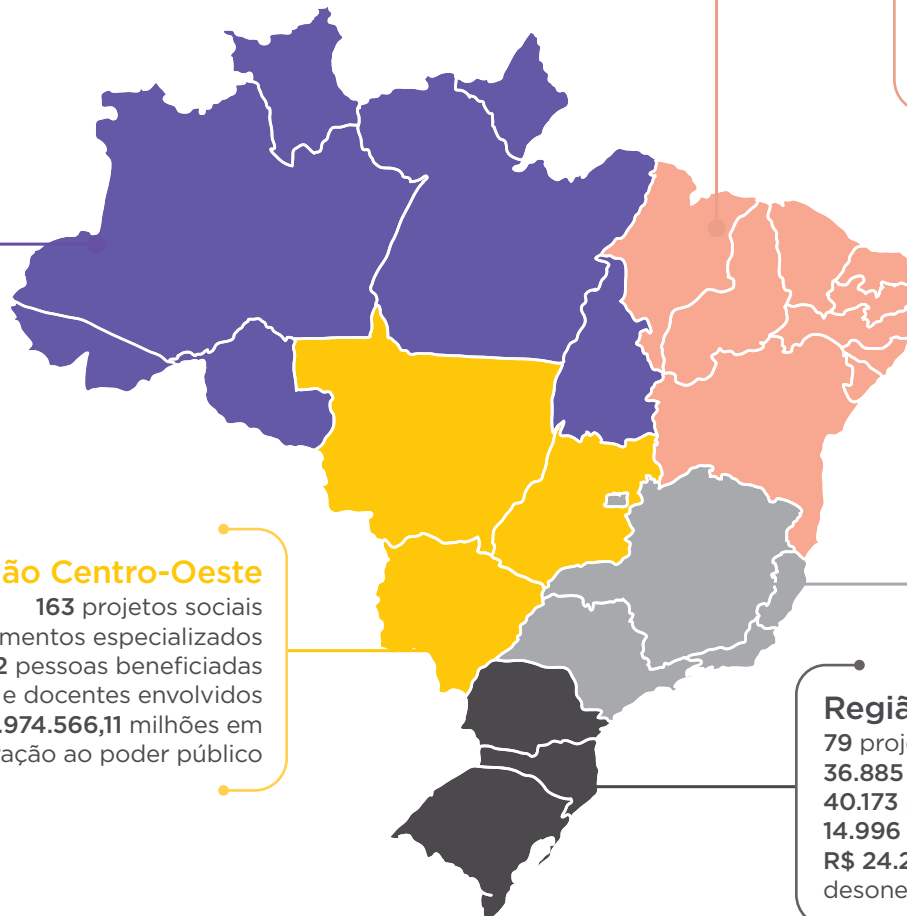 ão Centro-Oeste
163 projetos sociais
mentos especializados
2 pessoas beneficiadas
e docentes envolvidos
.974.566,11 milhões em
ração ao poder público
Regiã
79 proj
36.885
40.173
14.996
R$ 24.2
desone